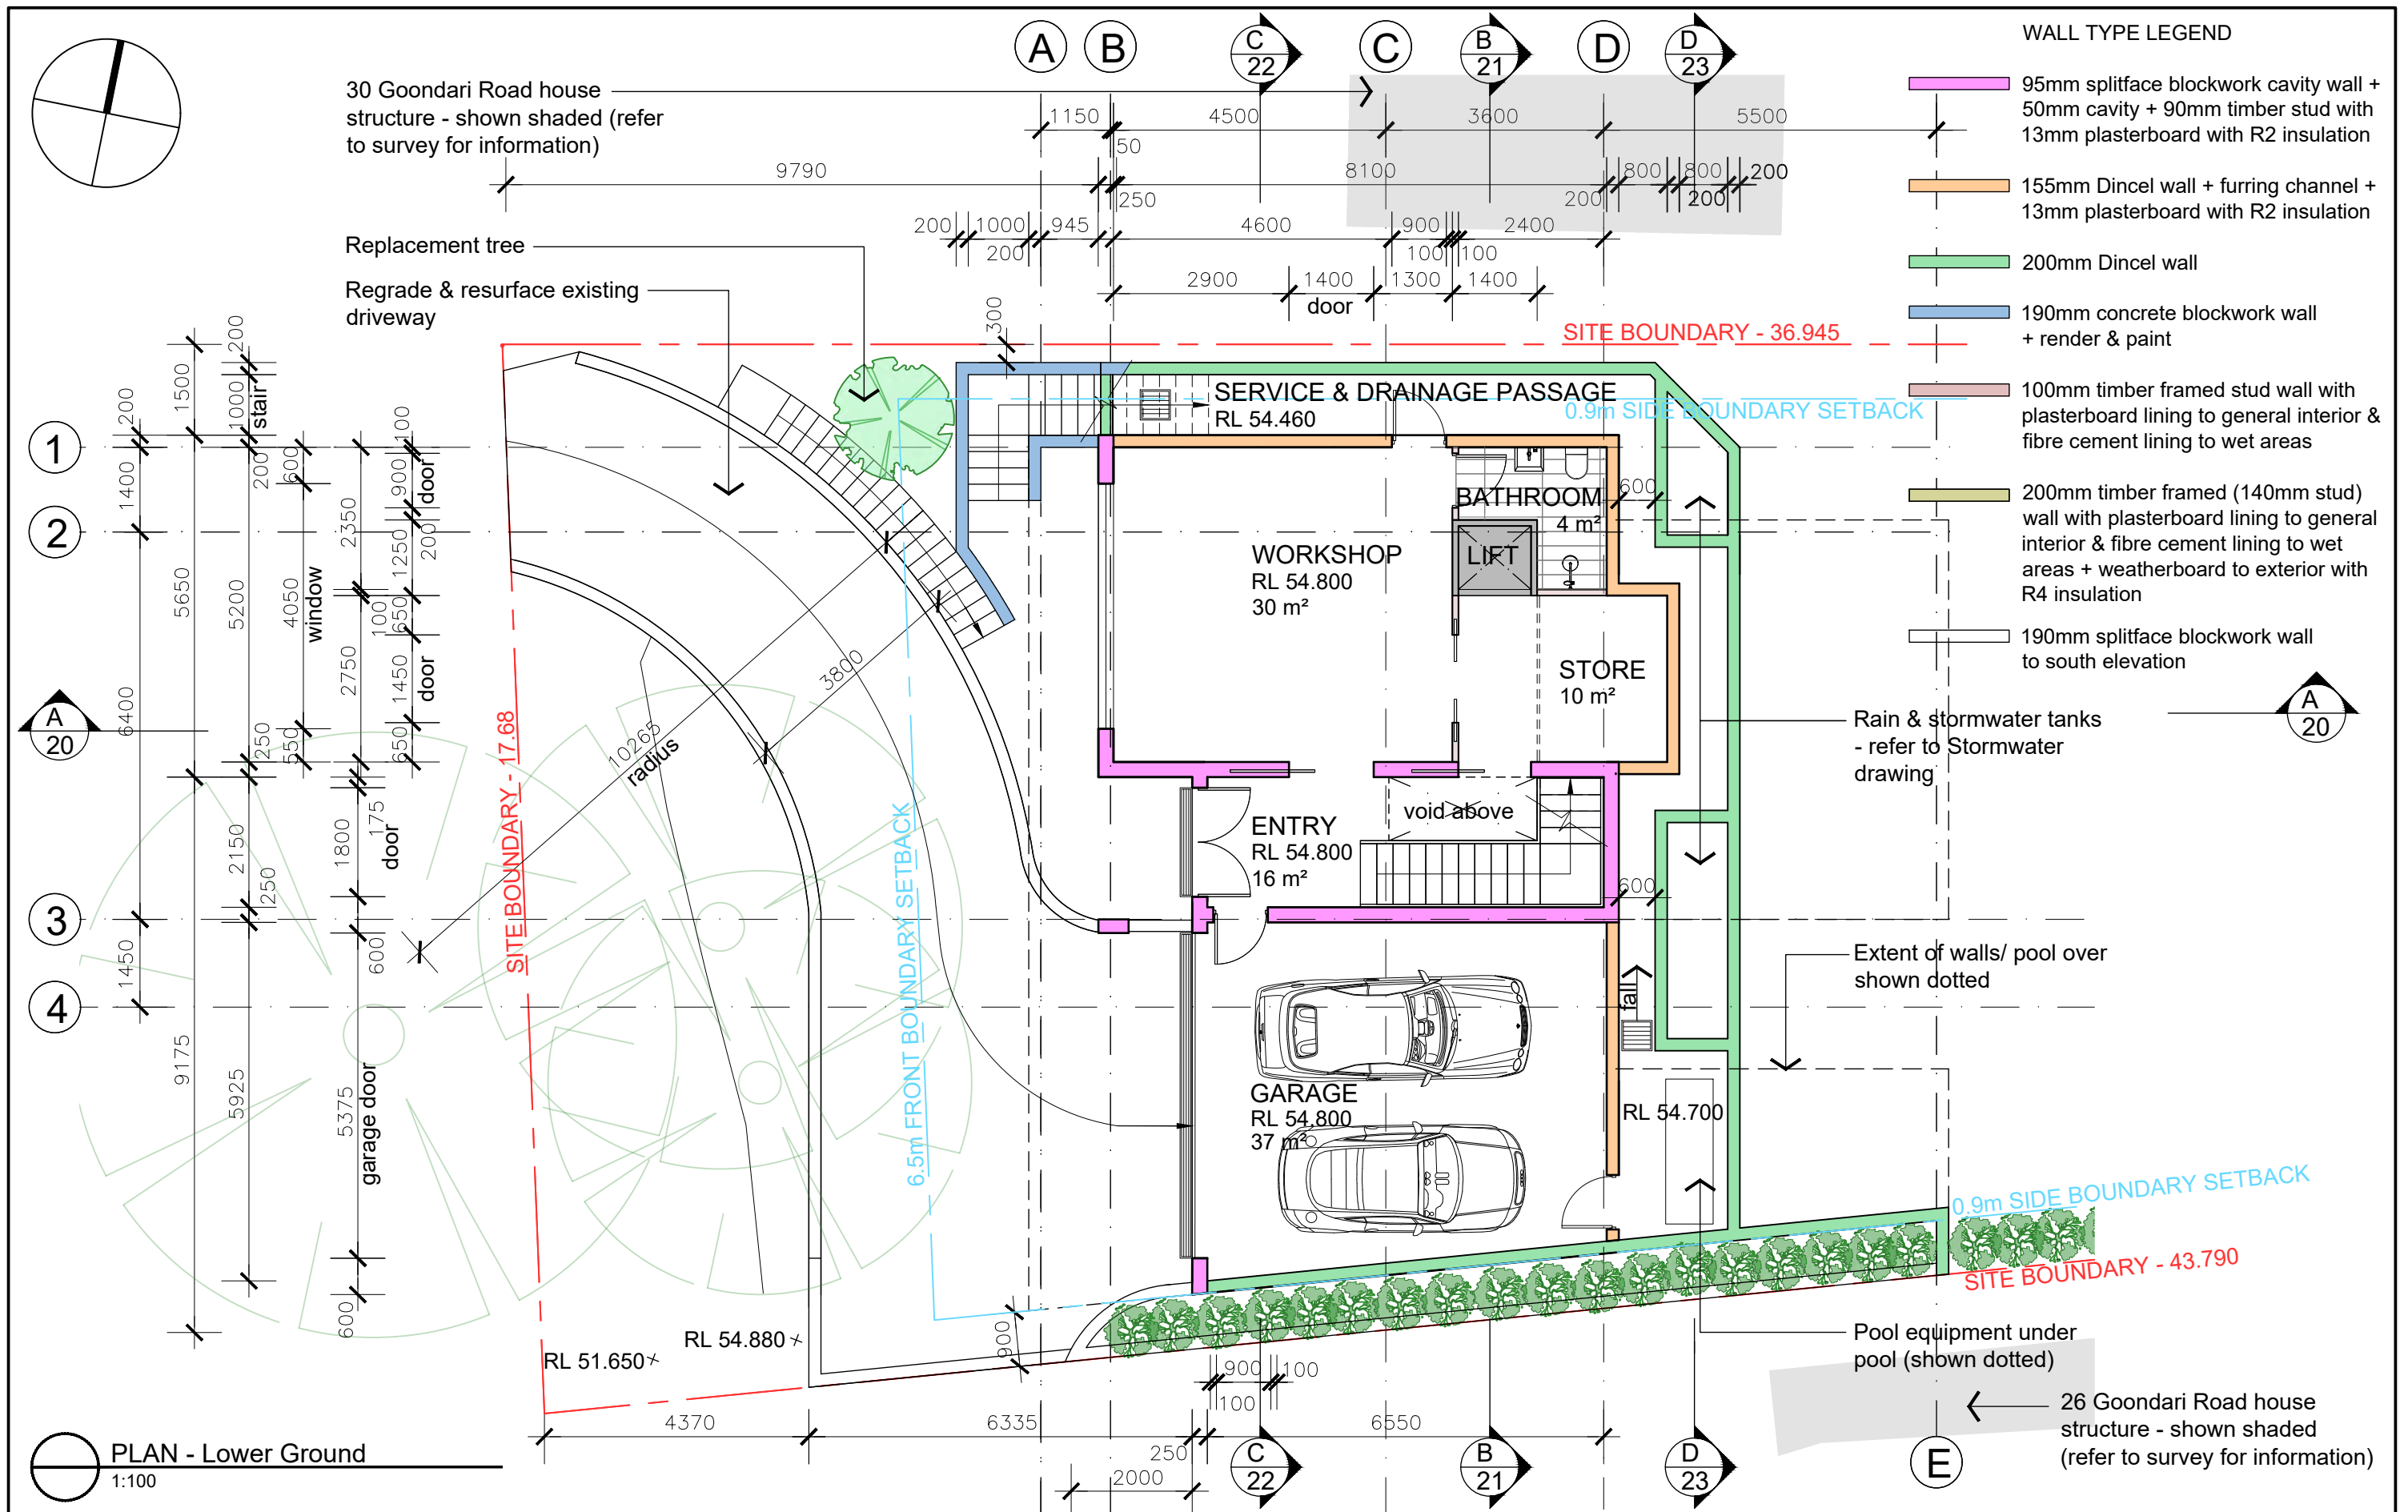 A
B
C
22
C
B
21
D
D
23
WALL TYPE LEGEND
95mm splitface blockwork cavity wall +
50mm cavity + 90mm timber stud with
13mm plasterboard with R2 insulation
155mm Dincel wall + furring channel +
13mm plasterboard with R2 insulation
200mm Dincel wall
190mm concrete blockwork wall
+ render & paint
100mm timber framed stud wall with
plasterboard lining to general interior &
fibre cement lining to wet areas
200mm timber framed (140mm stud)
wall with plasterboard lining to general
interior & fibre cement lining to wet
areas + weatherboard to exterior with
R4 insulation
190mm splitface blockwork wall
to south elevation
30 Goondari Road house
structure - shown shaded (refer
to survey for information)
Replacement tree
Regrade & resurface existing
driveway
1150
4500
3600
5500
50
9790
8100
800
800
200
250
200
200
200
1000
945
4600
900
2400
200
100
100
2900
1400
1300
1400
door
300
SITE BOUNDARY - 36.945
0.9m SIDE BOUNDARY SETBACK
SERVICE & DRAINAGE PASSAGE
RL 54.460
1
2
3
4
A
20
200
1500
200
1000
stair
100
1400
200
600
900
door
2350
1250
200
5650
5200
4050
window
100
650
2750
1450
door
6400
250
550
650
175
2150
1800
door
250
1450
600
9175
5925
5375
garage door
600
SITE BOUNDARY - 17.68
6.5m FRONT BOUNDARY SETBACK
10265
radius
3800
WORKSHOP
RL 54.800
30 m²
BATHROOM
4 m²
LIFT
600
STORE
10 m²
void above
ENTRY
RL 54.800
16 m²
600
fall
GARAGE
RL 54.800
37 m²
RL 54.700
Rain & stormwater tanks
- refer to Stormwater
drawing
A
20
Extent of walls/ pool over
shown dotted
0.9m SIDE BOUNDARY SETBACK
SITE BOUNDARY - 43.790
Pool equipment under
pool (shown dotted)
26 Goondari Road house
structure - shown shaded
(refer to survey for information)
RL 54.880
RL 51.650
900
900
100
100
4370
6335
6550
250
2000
C
22
B
21
D
23
E
PLAN - Lower Ground
1:100